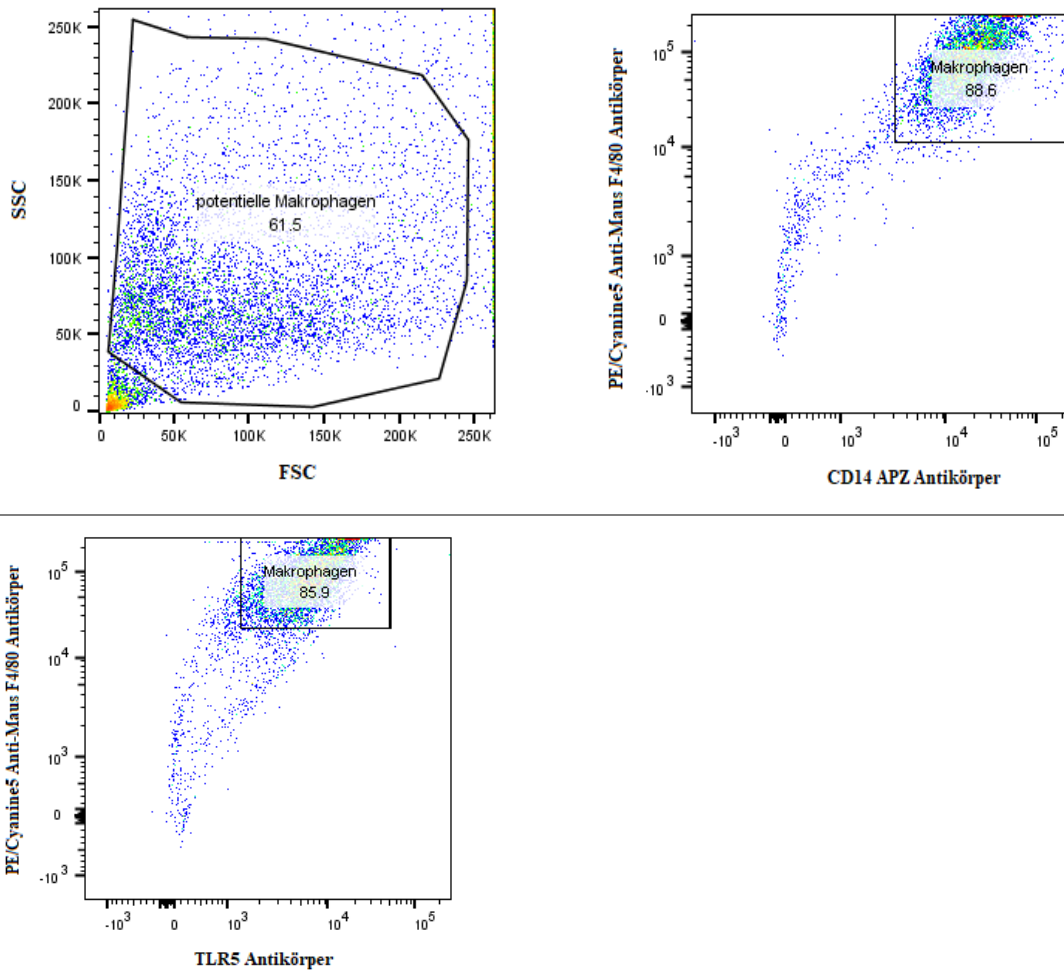 250K
200K
150K
100K
50K
0
SSC
potentielle Makrophagen
61.5
0
50K
100K
150K
200K
250K
FSC
PE/Cyanine5 Anti-Maus F4/80 Antikörper
10^5
10^4
10^3
0
-10^3
Makrophagen
88.6
-10^3
0
10^3
10^4
10^5
CD14 APZ Antikörper
PE/Cyanine5 Anti-Maus F4/80 Antikörper
10^5
10^4
10^3
0
-10^3
Makrophagen
85.9
-10^3
0
10^3
10^4
10^5
TLR5 Antikörper